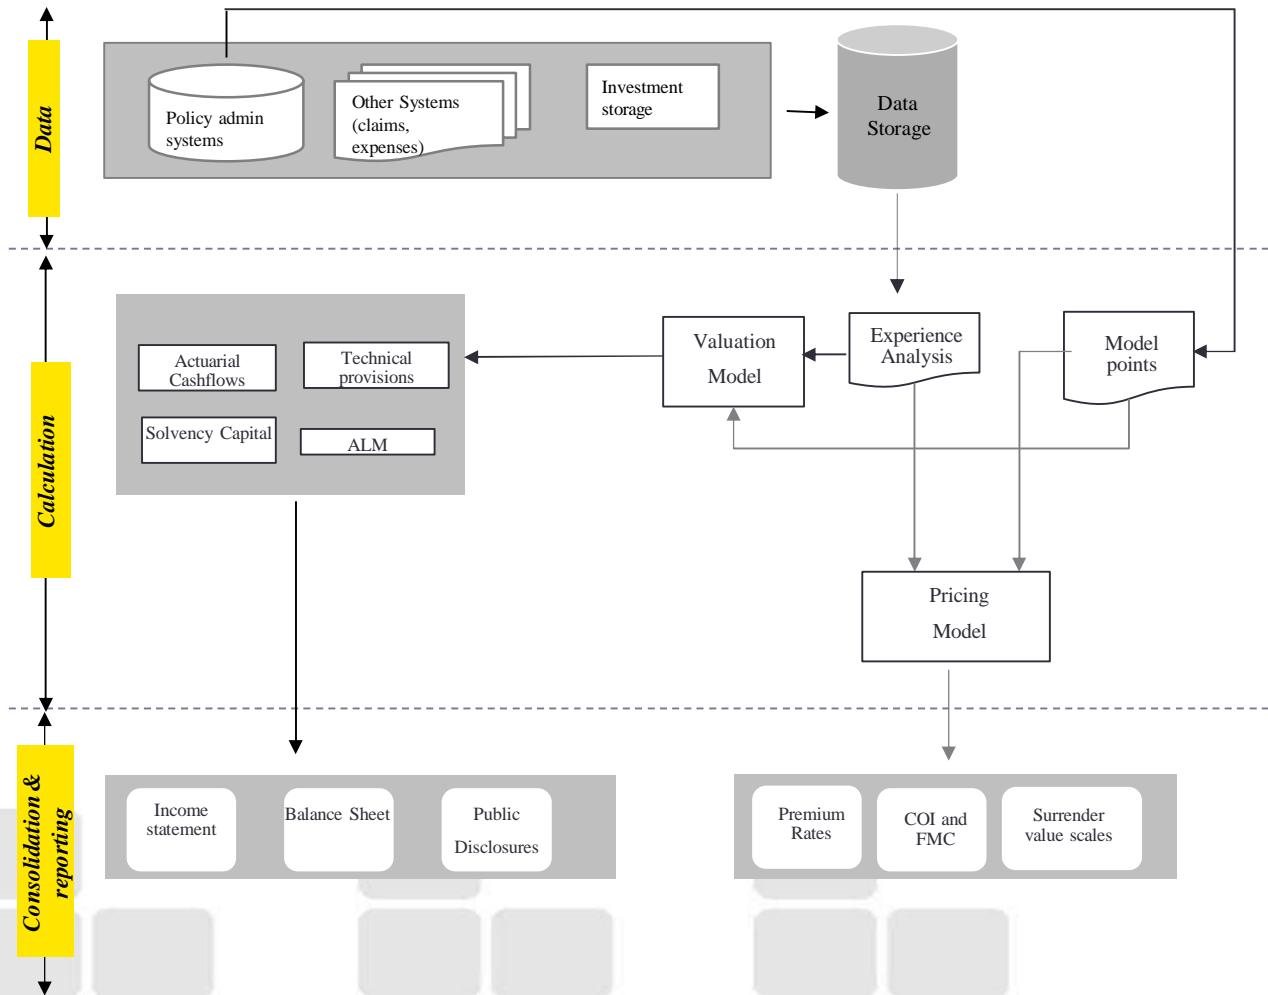 Data
Policy admin
systems
Other Systems
(claims,
expenses)
Investment
storage
Data
Storage
Calculation
Actuarial
Cashflows
Technical
provisions
Solvency Capital
ALM
Valuation
Model
Experience
Analysis
Model
points
Pricing
Model
Consolidation &
reporting
Income
statement
Balance Sheet
Public
Disclosures
Premium
Rates
COI and
FMC
Surrender
value scales